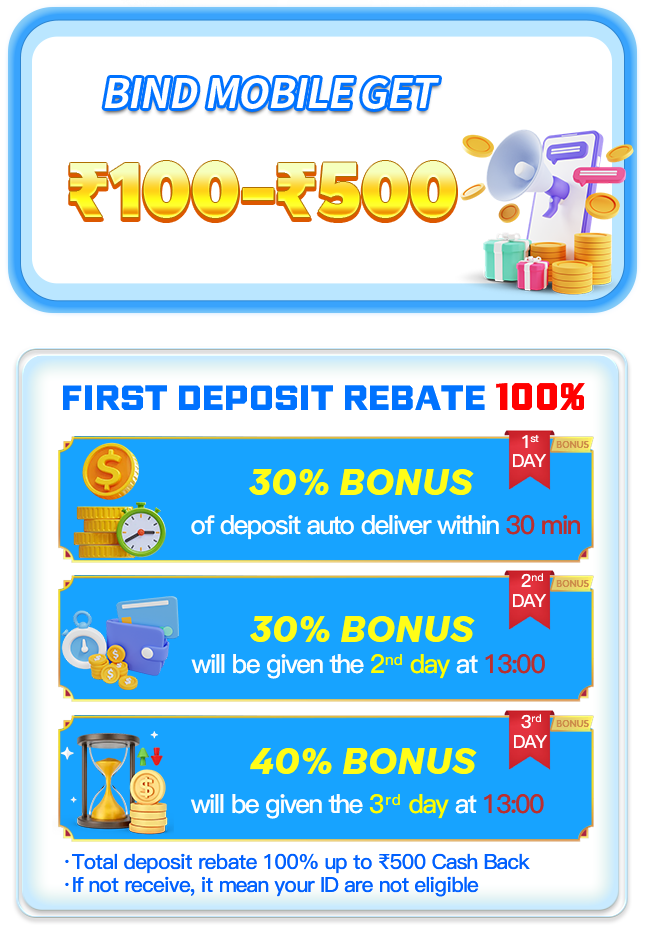 BIND MOBILE GET
₹100-₹500
FIRST DEPOSIT REBATE 100%
1st
DAY
BONUS
30% BONUS
of deposit auto deliver within 30 min
2nd
DAY
BONUS
30% BONUS
will be given the 2nd day at 13:00
3rd
DAY
BONUS
40% BONUS
will be given the 3rd day at 13:00
·Total deposit rebate 100% up to ₹500 Cash Back
·If not receive, it mean your ID are not eligible